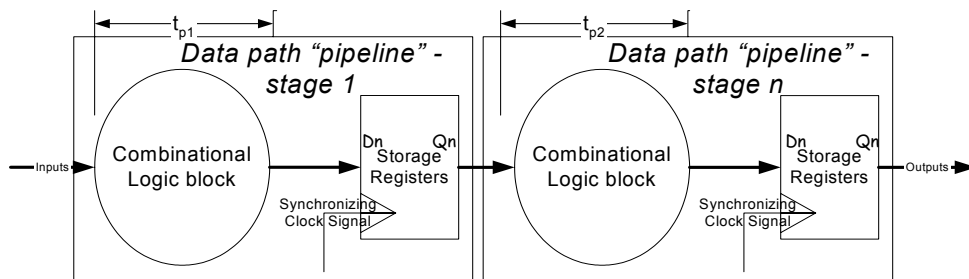 tp1
tp2
Data path “pipeline” -
stage 1
Data path “pipeline” -
stage n
Inputs
Combinational
Logic block
Dn
Qn
Storage
Registers
Synchronizing
Clock Signal
Combinational
Logic block
Dn
Qn
Storage
Registers
Synchronizing
Clock Signal
Outputs